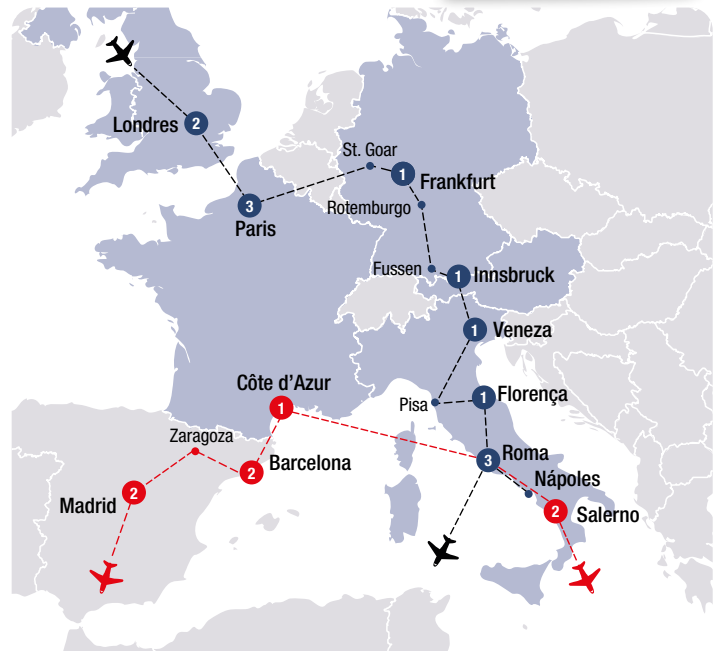 Londres 2
St. Goar
1 Frankfurt
3
Paris
Rotemburgo
Fussen
1 Innsbruck
1 Veneza
Côte d'Azur
1
Pisa
1 Florença
Zaragoza
Barcelona
2
3 Roma
Nápoles
Madrid 2
2 Salerno